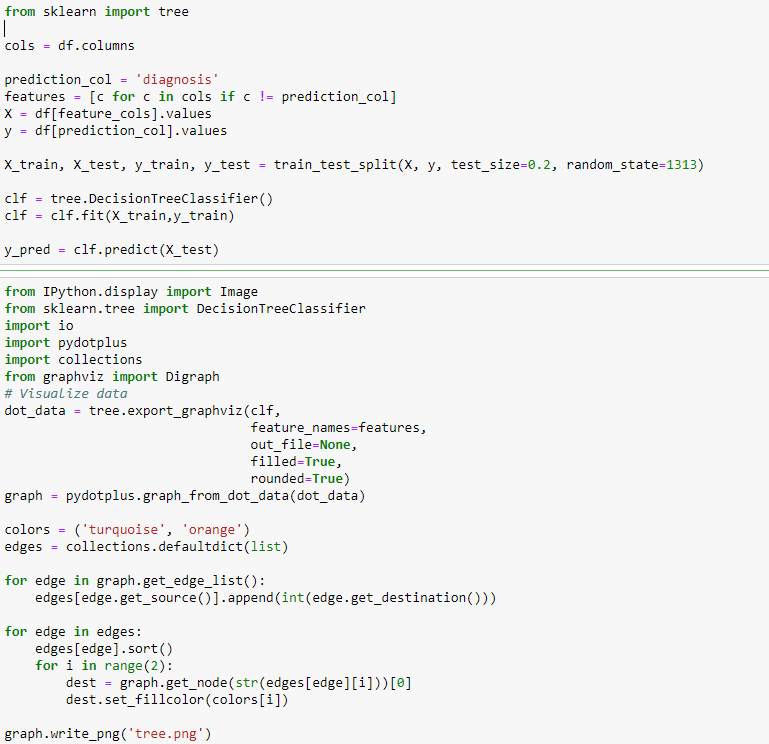 from sklearn import tree
cols = df.columns
prediction_col = 'diagnosis'
features = [c for c in cols if c != prediction_col]
X = df[feature_cols].values
y = df[prediction_col].values
X_train, X_test, y_train, y_test = train_test_split(X, y, test_size=0.2, random_state=1313)
clf = tree.DecisionTreeClassifier()
clf = clf.fit(X_train,y_train)
y_pred = clf.predict(X_test)
from IPython.display import Image
from sklearn.tree import DecisionTreeClassifier
import io
import pydotplus
import collections
from graphviz import Digraph
# Visualize data
dot_data = tree.export_graphviz(clf,
                                feature_names=features,
                                out_file=None,
                                filled=True,
                                rounded=True)
graph = pydotplus.graph_from_dot_data(dot_data)
colors = ('turquoise', 'orange')
edges = collections.defaultdict(list)
for edge in graph.get_edge_list():
    edges[edge.get_source()].append(int(edge.get_destination()))
for edge in edges:
    edges[edge].sort()
    for i in range(2):
        dest = graph.get_node(str(edges[edge][i]))[0]
        dest.set_fillcolor(colors[i])
graph.write_png('tree.png')